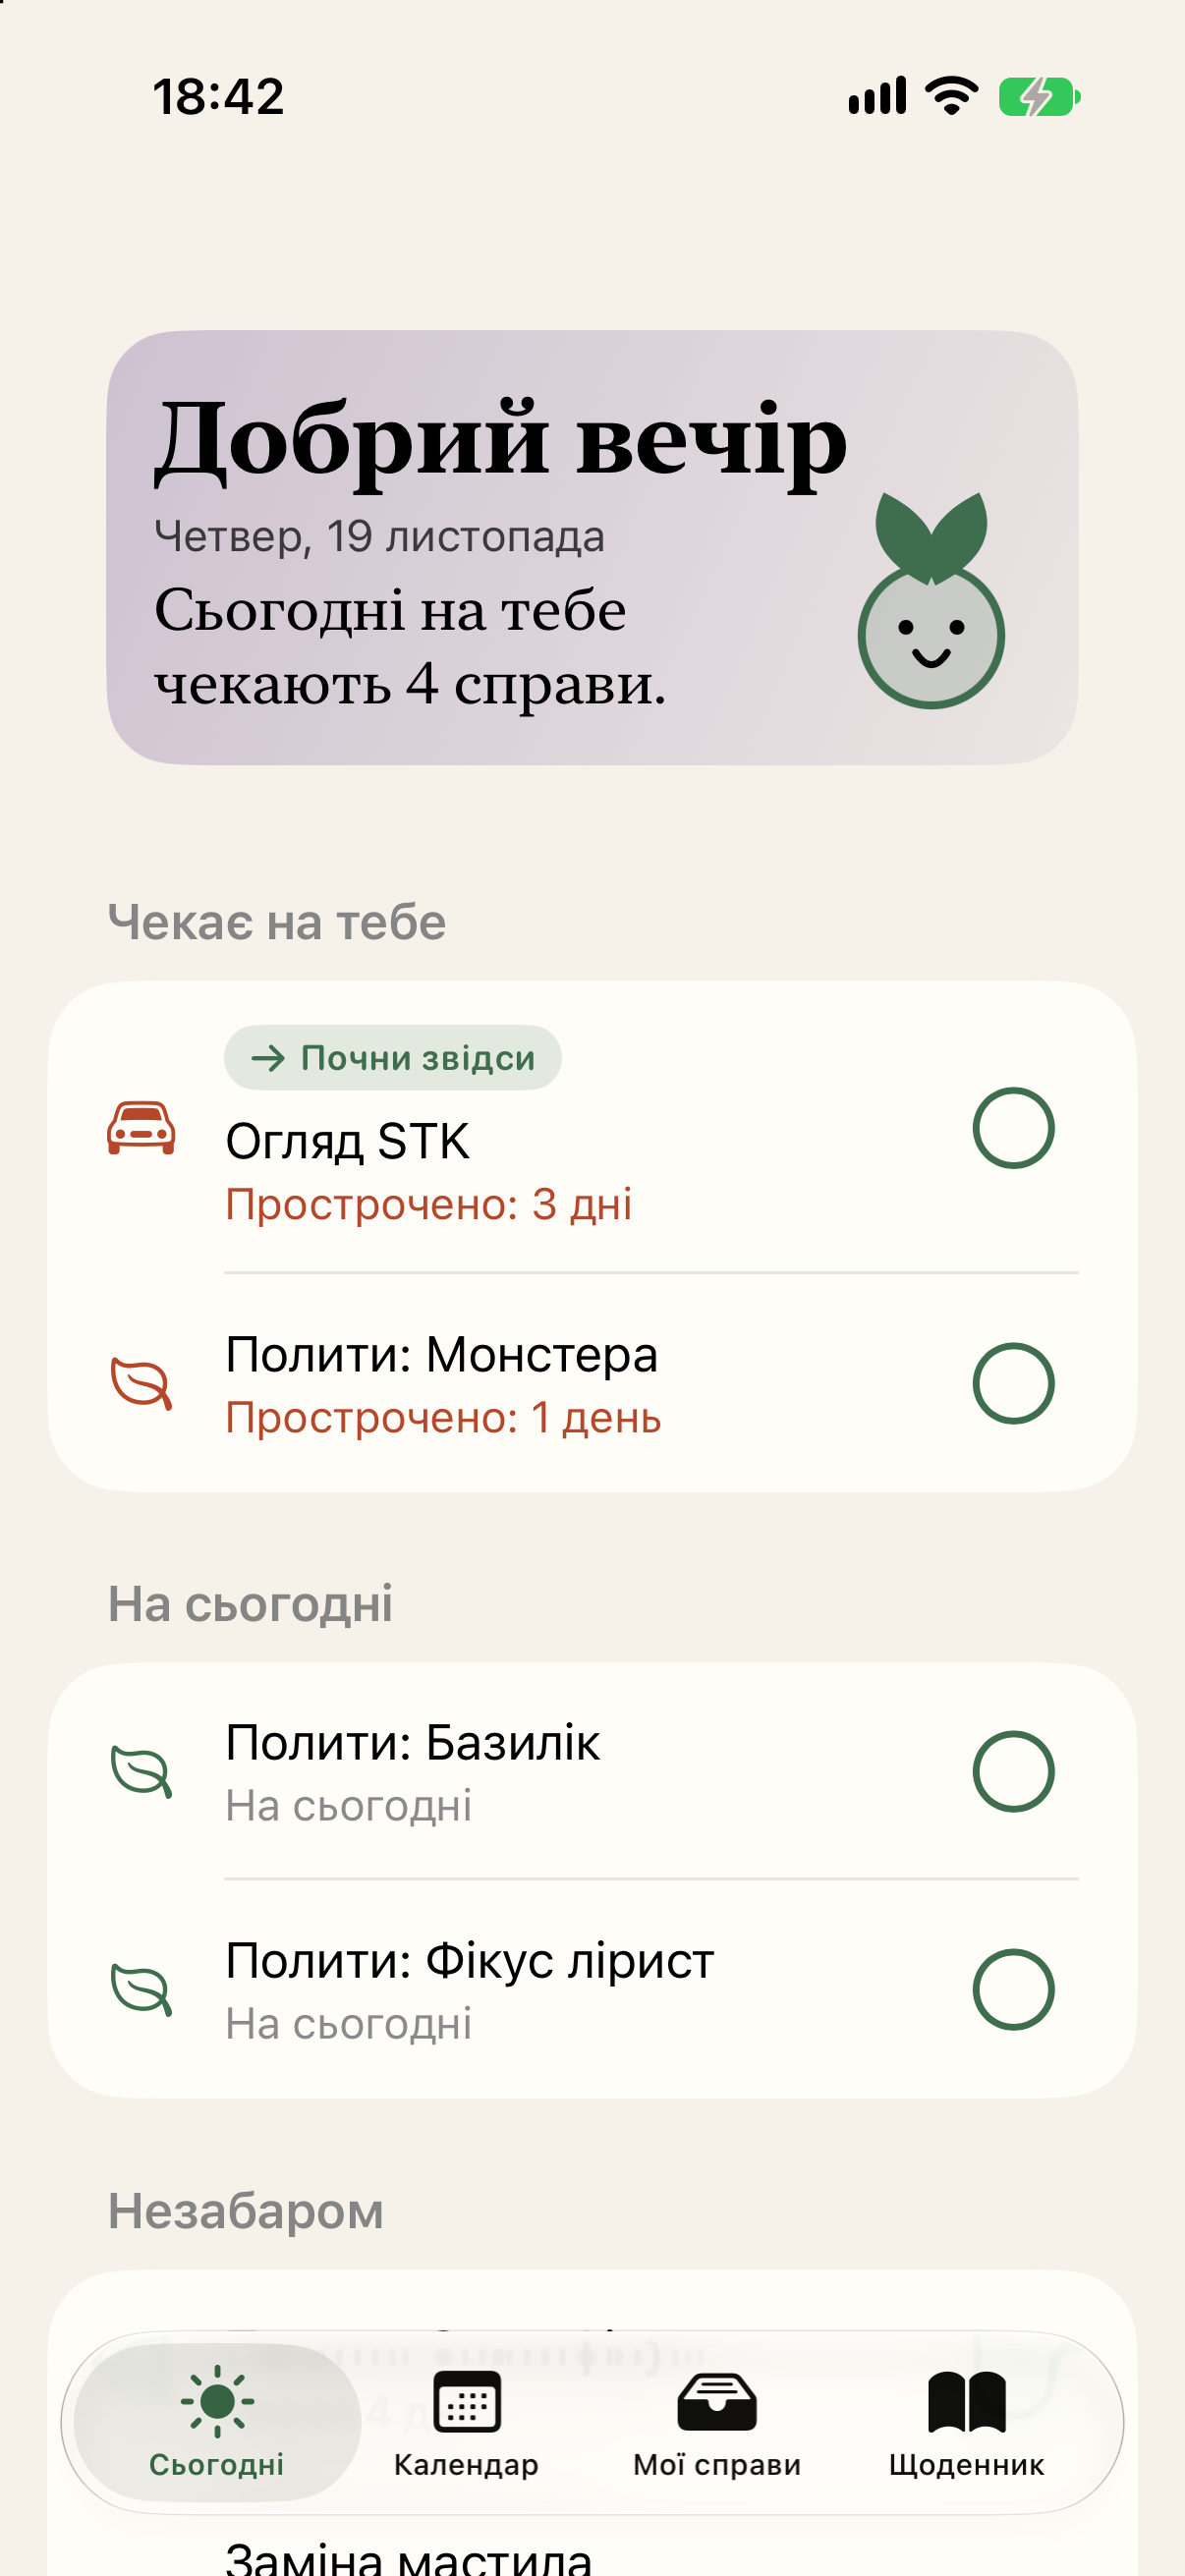 18:42
Добрий вечір
Четвер, 19 листопада
Сьогодні на тебе
чекають 4 справи.
Чекає на тебе
Почни звідси
Огляд STK
Прострочено: 3 дні
Полити: Монстера
Прострочено: 1 день
На сьогодні
Полити: Базилік
На сьогодні
Полити: Фікус лірист
На сьогодні
Незабаром
Сьогодні
Календар
Мої справи
Щоденник
Заміна мастила